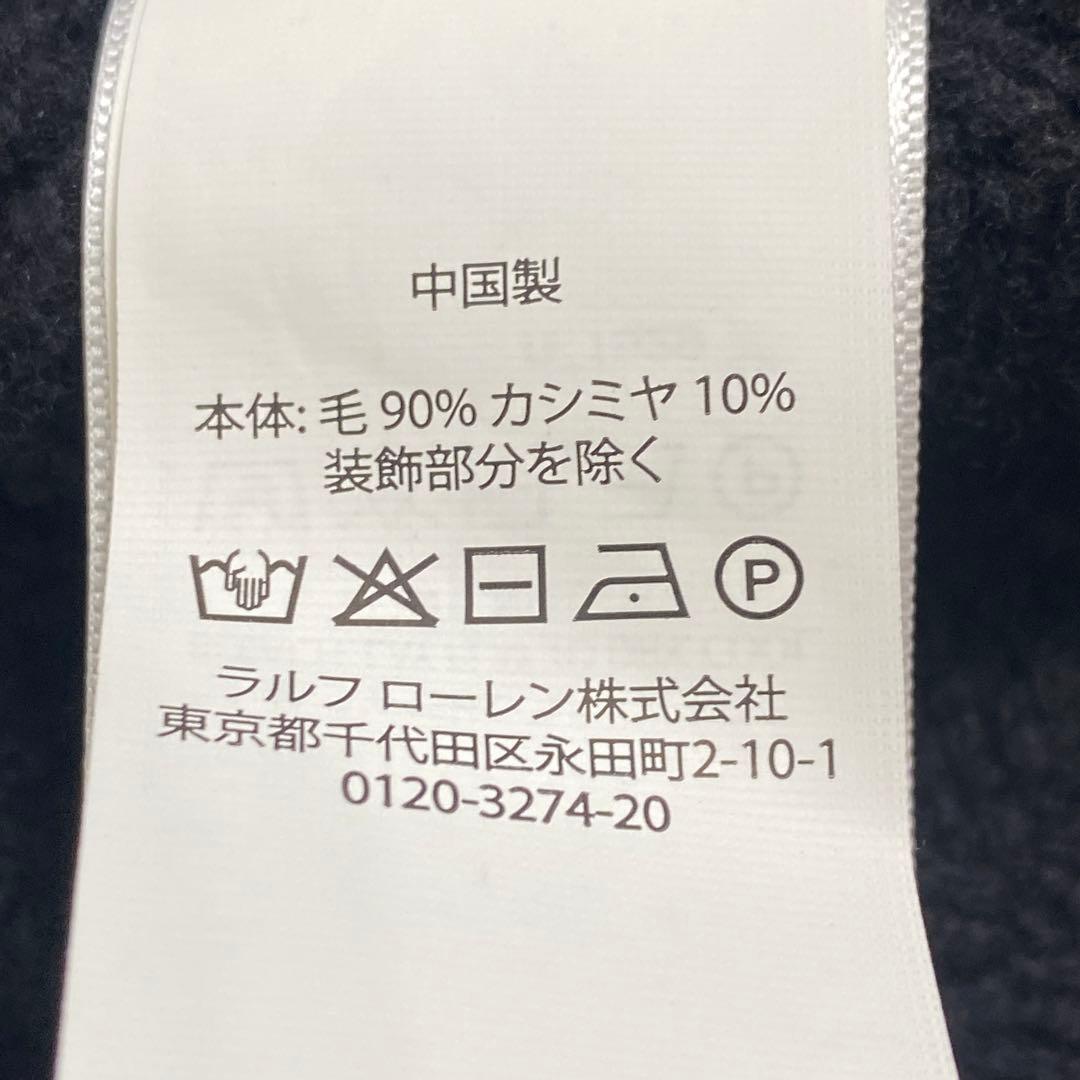 中国製
本体: 毛 90% カシミヤ 10%
装飾部分を除く
P
ラルフ ローレン株式会社
東京都千代田区永田町2-10-1
0120-3274-20